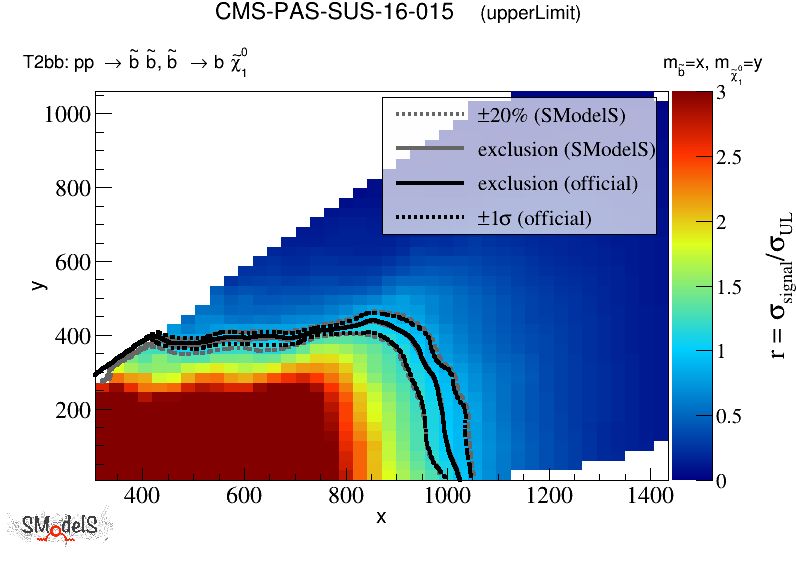 CMS-PAS-SUS-16-015 (upperLimit)
T2bb: pp → b̃ b̃, b̃ → b χ̃₁⁰
m_b̃=x, m_χ̃₁⁰=y
±20% (SModelS)
exclusion (SModelS)
exclusion (official)
±1σ (official)
y
1000
800
600
400
200
400
600
800
1000
1200
1400
x
3
2.5
2
1.5
1
0.5
0
r = σ_signal/σ_UL
SModelS